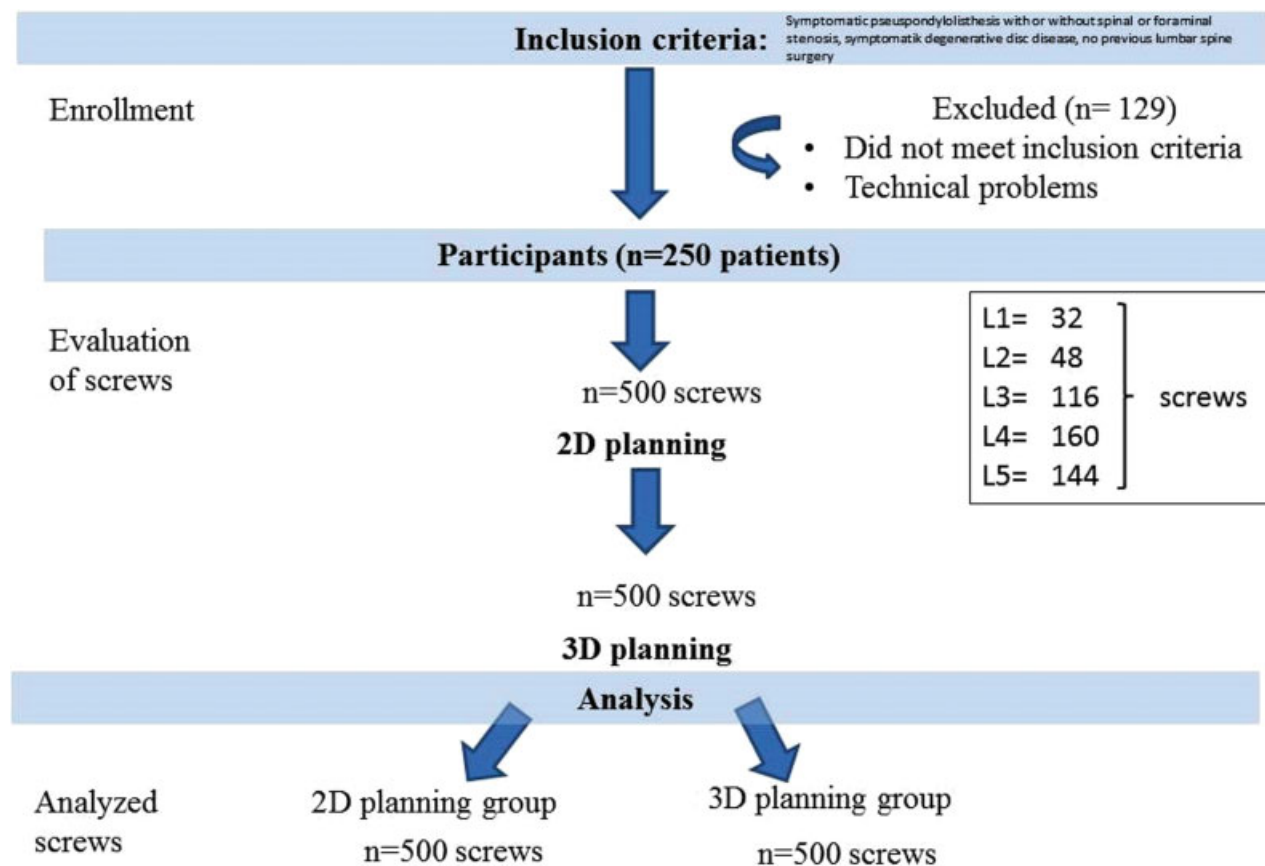 Inclusion criteria:
Symptomatic pseuspondylolisthesis with or without spinal or foraminal
stenosis, symptomatik degenerative disc disease, no previous lumbar spine
surgery
Enrollment
Excluded (n= 129)
• Did not meet inclusion criteria
• Technical problems
Participants (n=250 patients)
Evaluation
of screws
L1= 32
L2= 48
L3= 116
L4= 160
L5= 144
screws
n=500 screws
2D planning
n=500 screws
3D planning
Analysis
Analyzed
screws
2D planning group
n=500 screws
3D planning group
n=500 screws